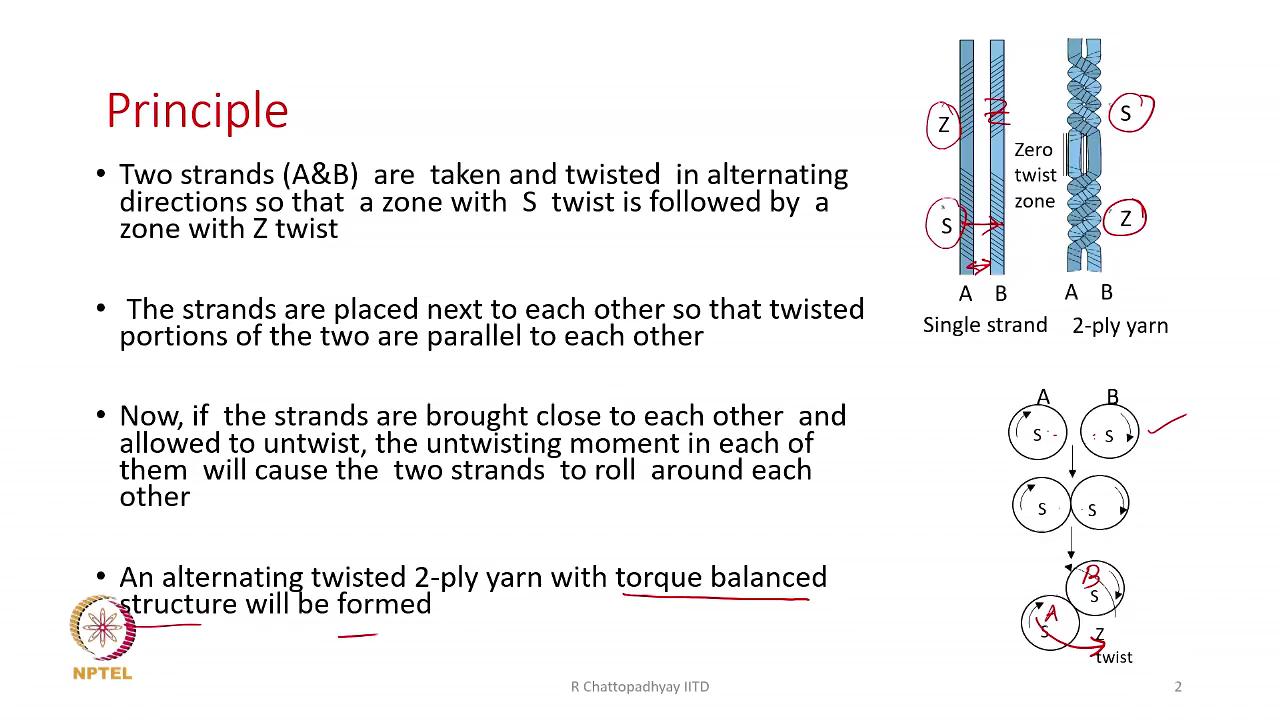 Principle
• Two strands (A&B) are taken and twisted in alternating
directions so that a zone with S twist is followed by a
zone with Z twist
• The strands are placed next to each other so that twisted
portions of the two are parallel to each other
• Now, if the strands are brought close to each other and
allowed to untwist, the untwisting moment in each of
them will cause the two strands to roll around each
other
• An alternating twisted 2-ply yarn with torque balanced
structure will be formed
Z
Z
S
Zero
twist
zone
S
Z
A B
A B
Single strand
2-ply yarn
A B
S S
S S
B
S
A
S
Z
twist
NPTEL
R Chattopadhyay IITD
2